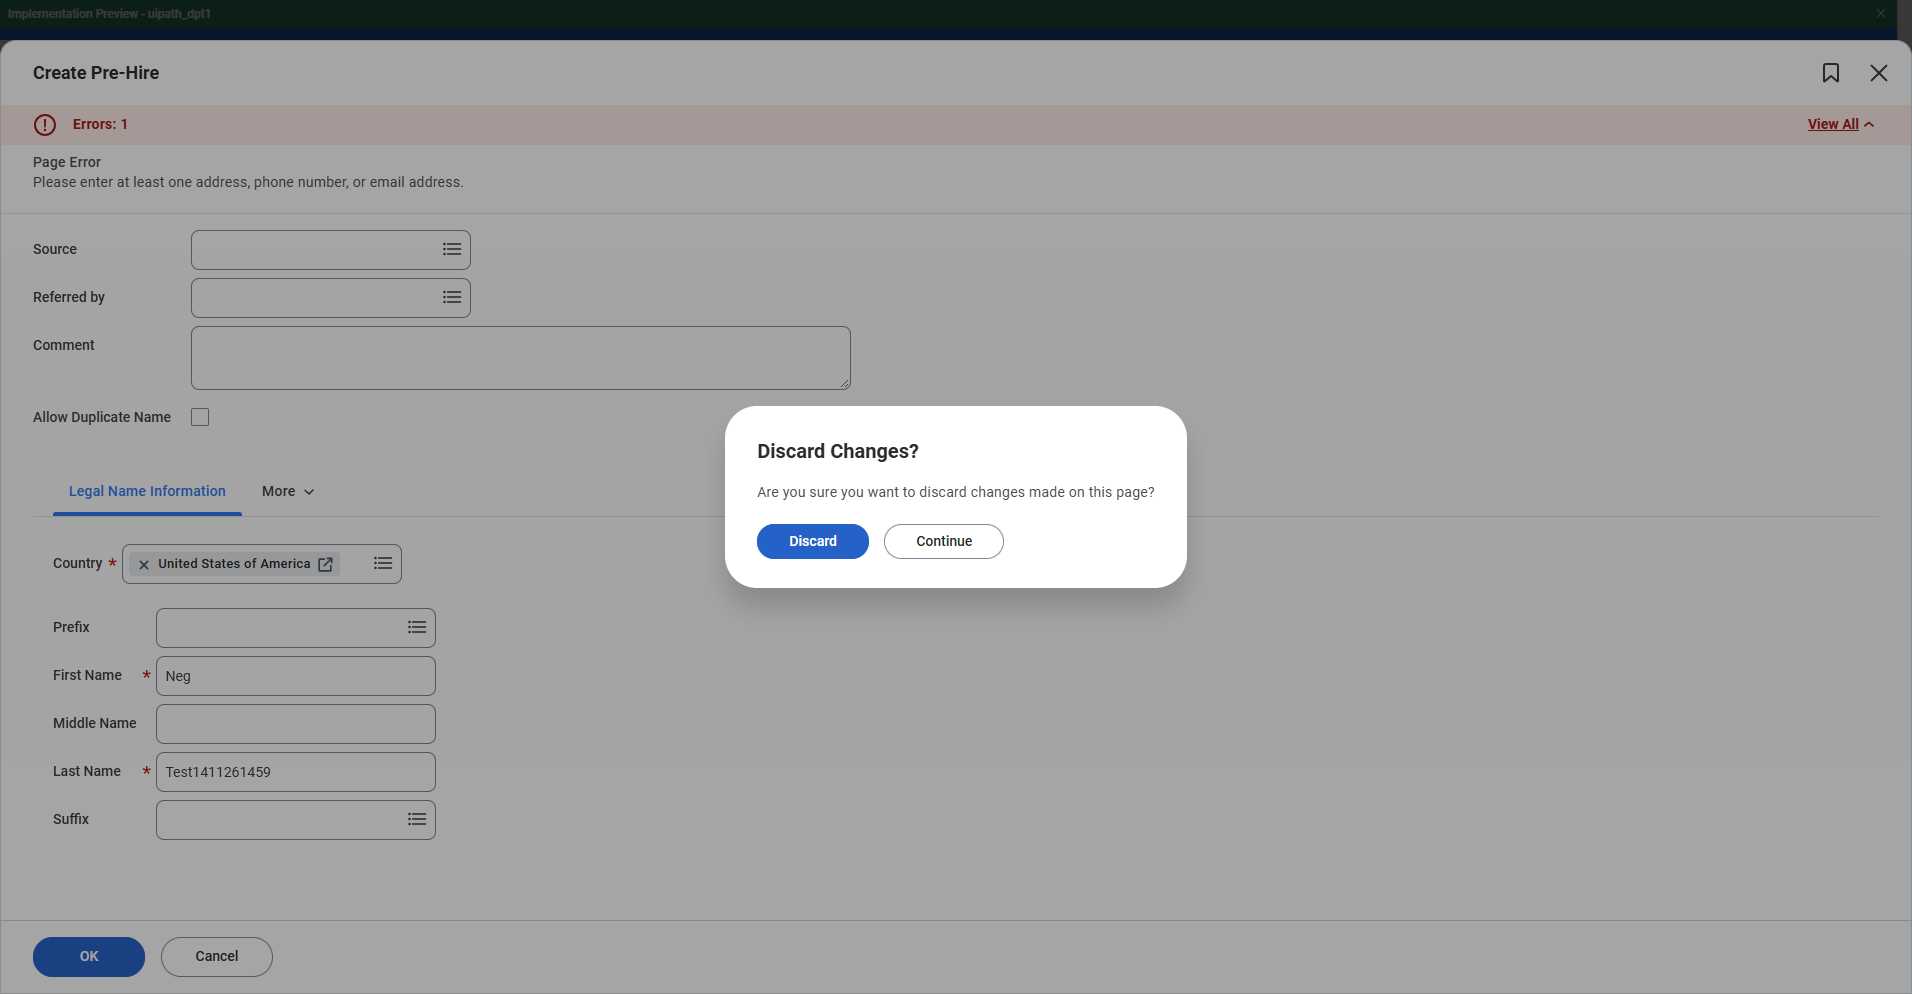 Implementation Preview - uipath_dpt1
Create Pre-Hire
Errors: 1
View All
Page Error
Please enter at least one address, phone number, or email address.
Source
Referred by
Comment
Allow Duplicate Name
Discard Changes?
Are you sure you want to discard changes made on this page?
Discard
Continue
Legal Name Information
More
Country *
United States of America
Prefix
First Name *
Neg
Middle Name
Last Name *
Test1411261459
Suffix
OK
Cancel